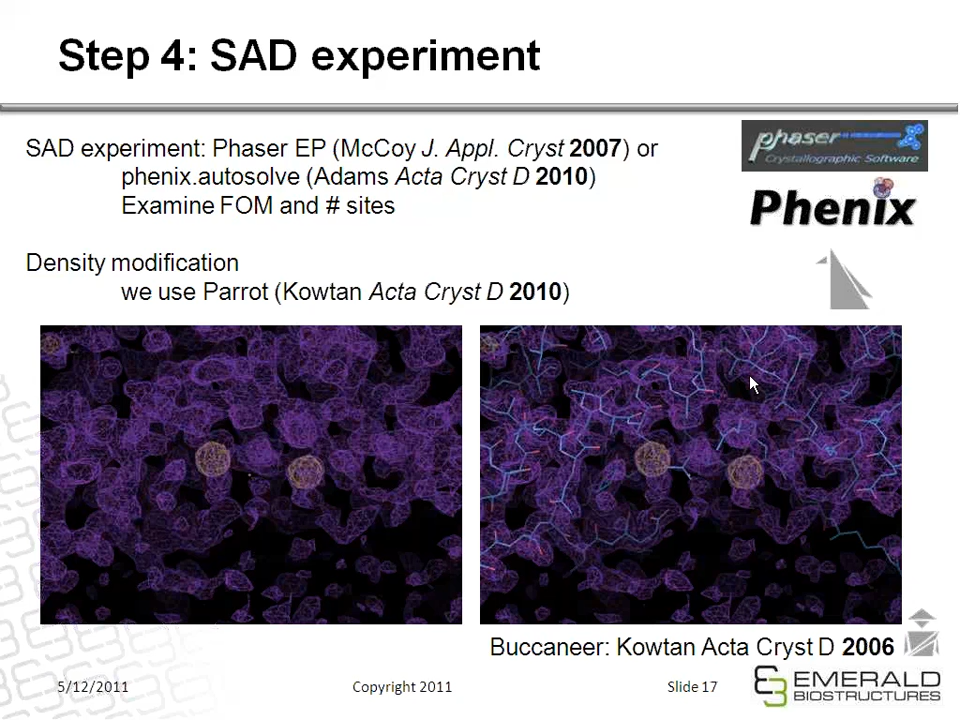 Step 4: SAD experiment
SAD experiment: Phaser EP (McCoy J. Appl. Cryst 2007) or
phenix.autosolve (Adams Acta Cryst D 2010)
Examine FOM and # sites
phaser
Crystallographic Software
Phenix
Density modification
we use Parrot (Kowtan Acta Cryst D 2010)
Buccaneer: Kowtan Acta Cryst D 2006
5/12/2011
Copyright 2011
Slide 17
EMERALD
BIOSTRUCTURES